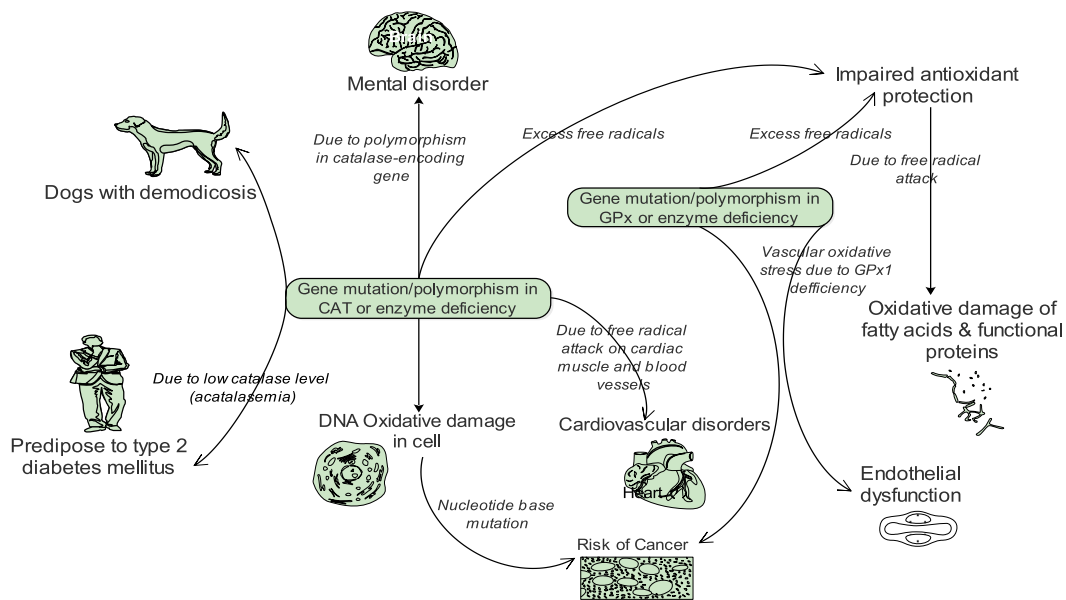 Brain
Mental disorder
Impaired antioxidant
protection
Due to polymorphism
in catalase-encoding
gene
Excess free radicals
Excess free radicals
Due to free radical
attack
Dogs with demodicosis
Gene mutation/polymorphism in
GPx or enzyme deficiency
Vascular oxidative
stress due to GPx1
defficiency
Gene mutation/polymorphism in
CAT or enzyme deficiency
Oxidative damage of
fatty acids & functional
proteins
Due to free radical
attack on cardiac
muscle and blood
vessels
Due to low catalase level
(acatalasemia)
DNA Oxidative damage
in cell
Cardiovascular disorders
Predipose to type 2
diabetes mellitus
Heart
Endothelial
dysfunction
Nucleotide base
mutation
Risk of Cancer